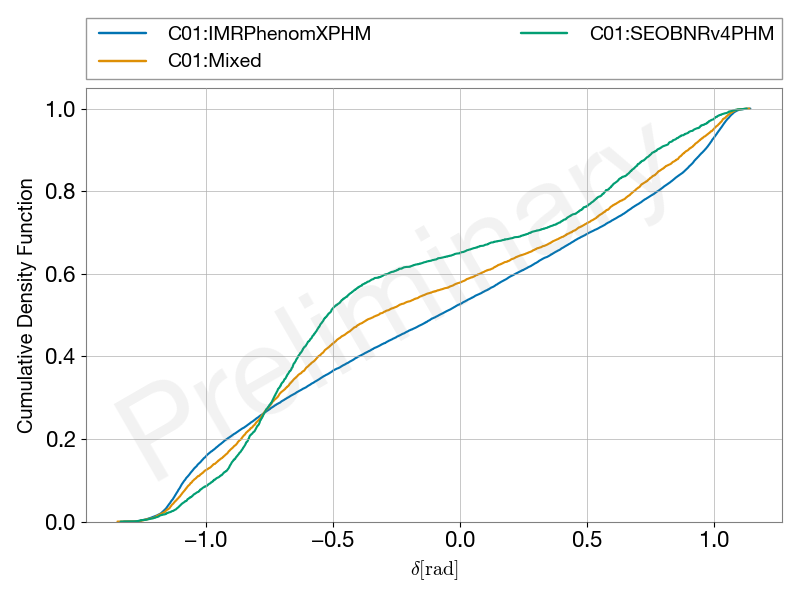 C01:IMRPhenomXPHM
C01:Mixed
C01:SEOBNRv4PHM
1.0
0.8
0.6
0.4
0.2
0.0
Cumulative Density Function
Preliminary
−1.0 −0.5 0.0 0.5 1.0
δ[rad]